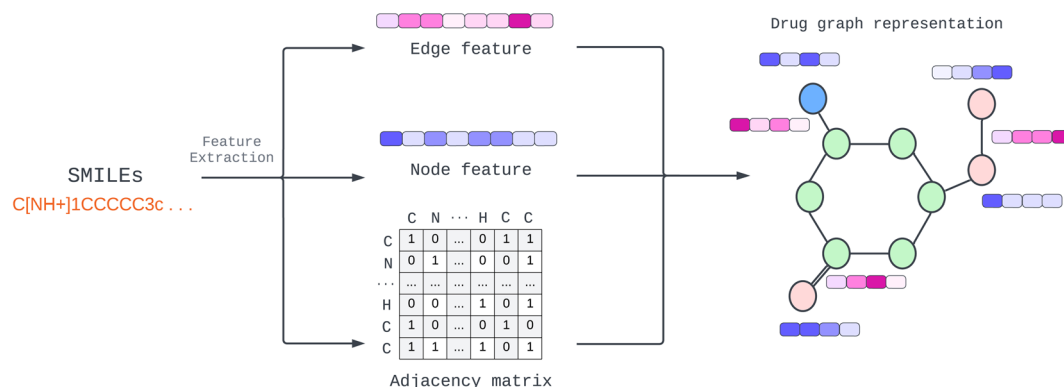 Drug graph representation
Edge feature
Feature
Extraction
Node feature
SMILEs
C[NH+]1CCCCC3c . . .
C N ... H C C
C 1 0 ... 0 1 1
N 0 1 ... 0 0 1
... ... ... ... ... ... ...
H 0 0 ... 1 0 1
C 1 0 ... 0 1 0
C 1 1 ... 1 0 1
Adjacency matrix